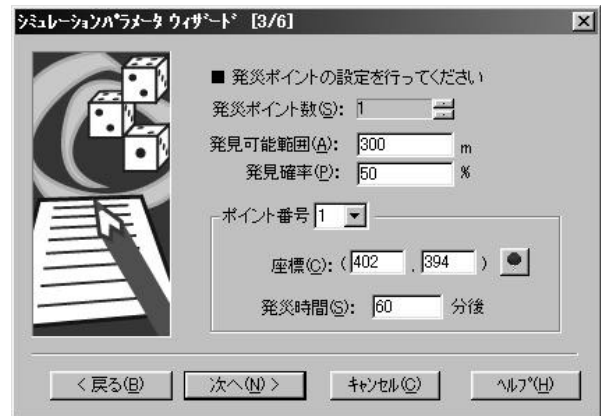 シミュレーションパラメータ ウィザード [3/6]
■ 発災ポイントの設定を行ってください
発災ポイント数(S): 1
発見可能範囲(A): 300 m
発見確率(P): 50 %
ポイント番号 1
座標(C): ( 402 , 394 )
発災時間(S): 60 分後
< 戻る(B) 次へ(N) > キャンセル(C) ヘルプ(H)